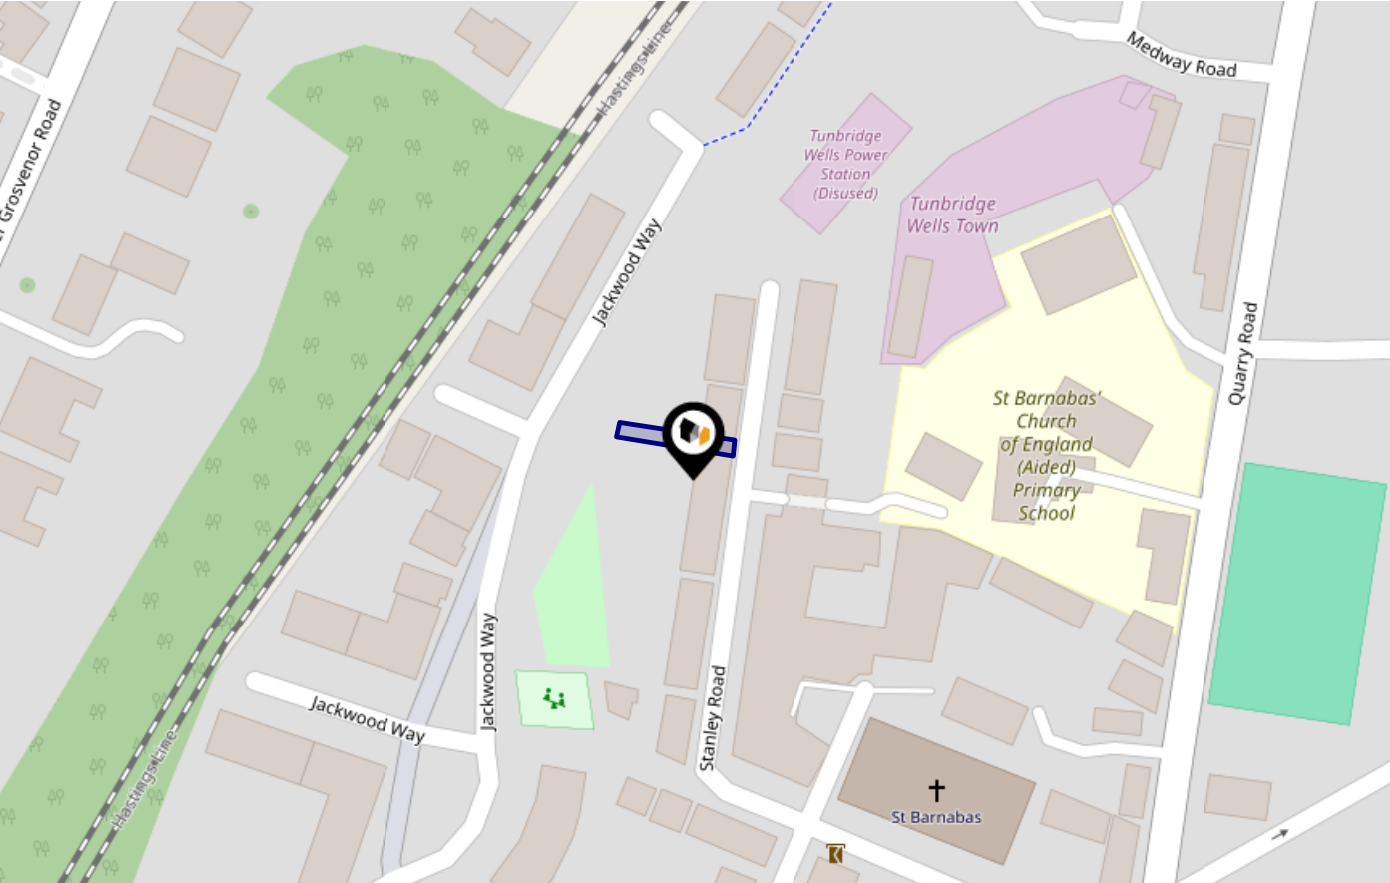 Hastings Line
Medway Road
Grosvenor Road
Tunbridge
Wells Power
Station
(Disused)
Tunbridge
Wells Town
Jackwood Way
Quarry Road
St Barnabas'
Church
of England
(Aided)
Primary
School
Jackwood Way
Stanley Road
Jackwood Way
Hastings Line
St Barnabas